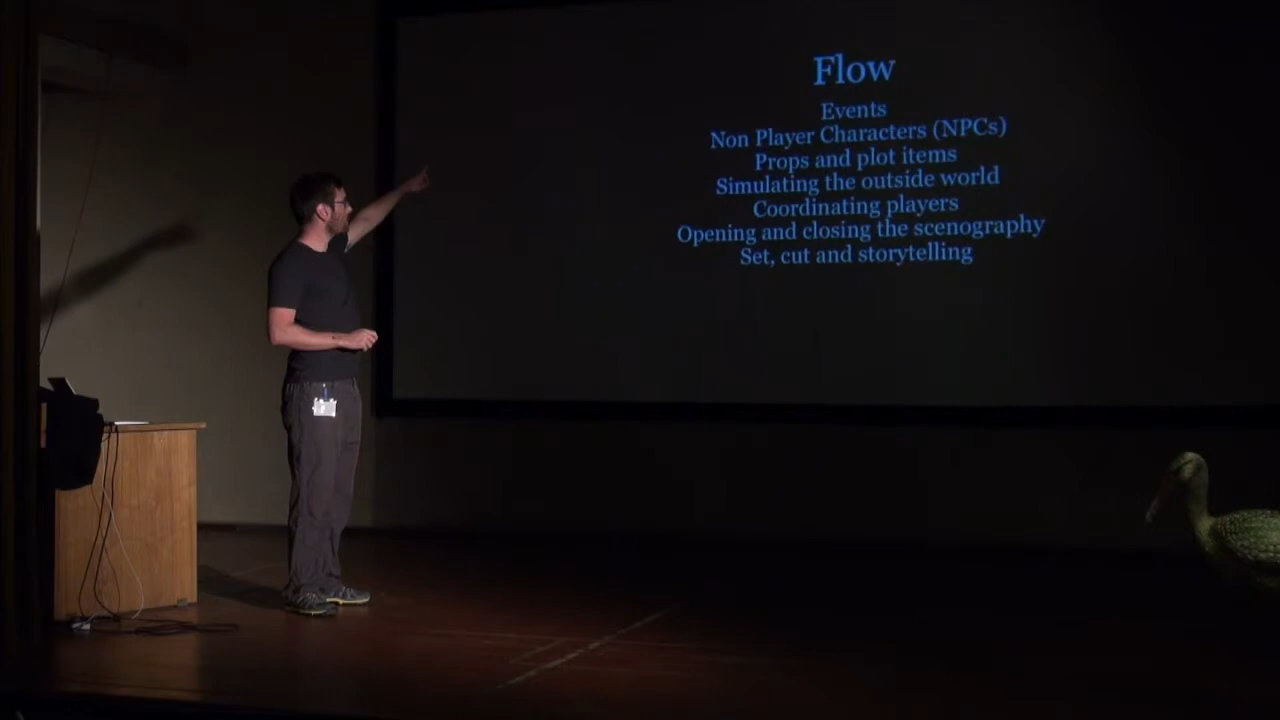 Flow
Events
Non Player Characters (NPCs)
Props and plot items
Simulating the outside world
Coordinating players
Opening and closing the scenography
Set, cut and storytelling